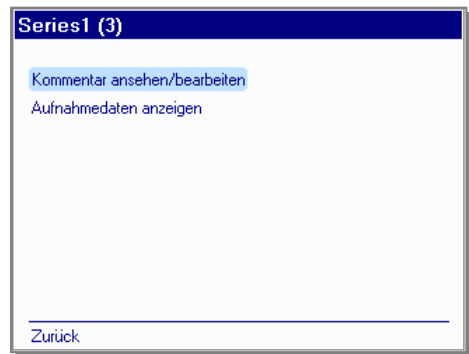 Series1 (3)
Kommentar ansehen/bearbeiten
Aufnahmedaten anzeigen
Zurück